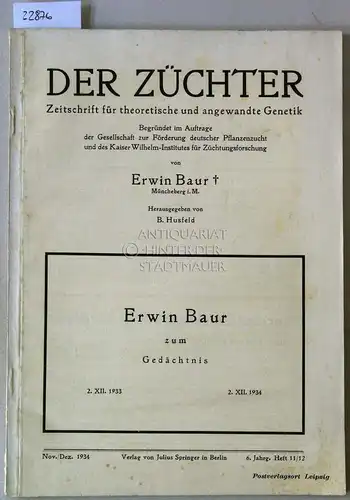 22876
DER ZÜCHTER
Zeitschrift für theoretische und angewandte Genetik
Begründet im Auftrage
der Gesellschaft zur Förderung deutscher Pflanzenzucht
und des Kaiser Wilhelm-Institutes für Züchtungsforschung
von
Erwin Baur †
Müncheberg i. M.
Herausgegeben von
B. Husfeld
ANTIQUARIAT
HINTER DER
STADTMAUER
Erwin Baur
zum
Gedächtnis
2. XII. 1933 2. XII. 1934
Nov./Dez. 1934 Verlag von Julius Springer in Berlin 6. Jahrg. Heft 11/12
Postverlagsort Leipzig